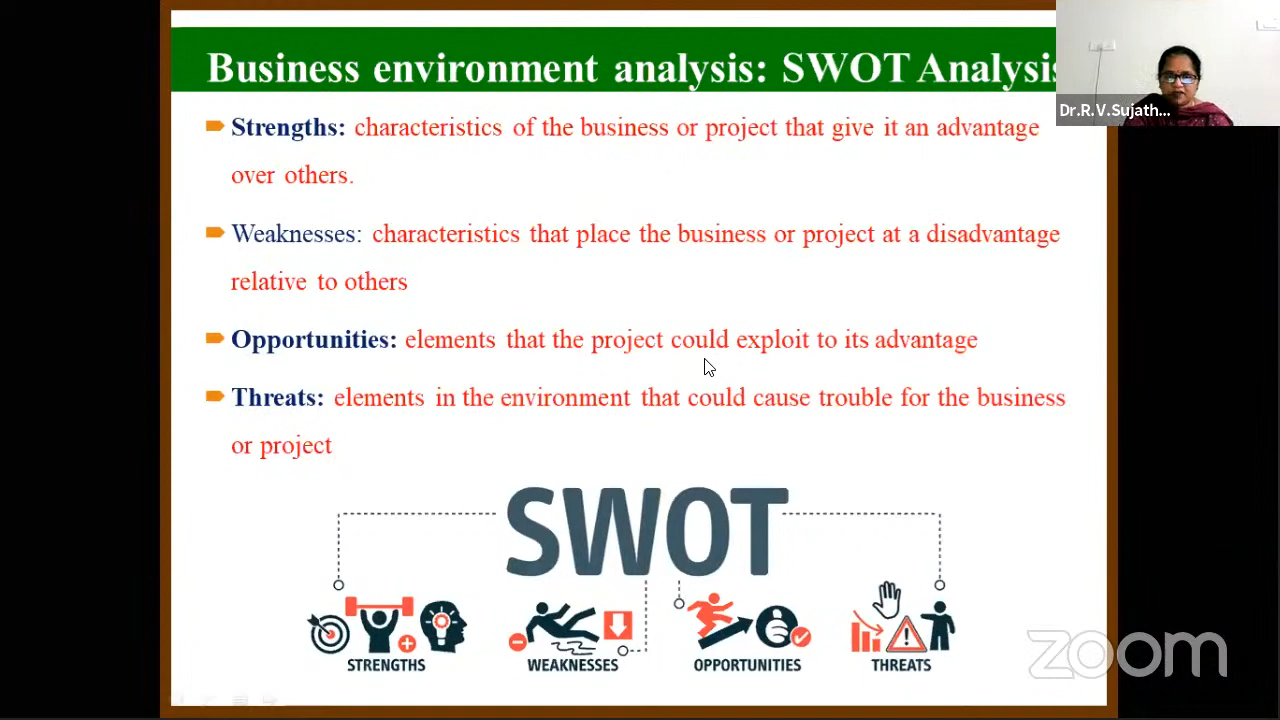 Business environment analysis: SWOT Analysis
Dr.R.V.Sujath...
Strengths: characteristics of the business or project that give it an advantage
over others.
Weaknesses: characteristics that place the business or project at a disadvantage
relative to others
Opportunities: elements that the project could exploit to its advantage
Threats: elements in the environment that could cause trouble for the business
or project
SWOT
STRENGTHS
WEAKNESSES
OPPORTUNITIES
THREATS
zoom